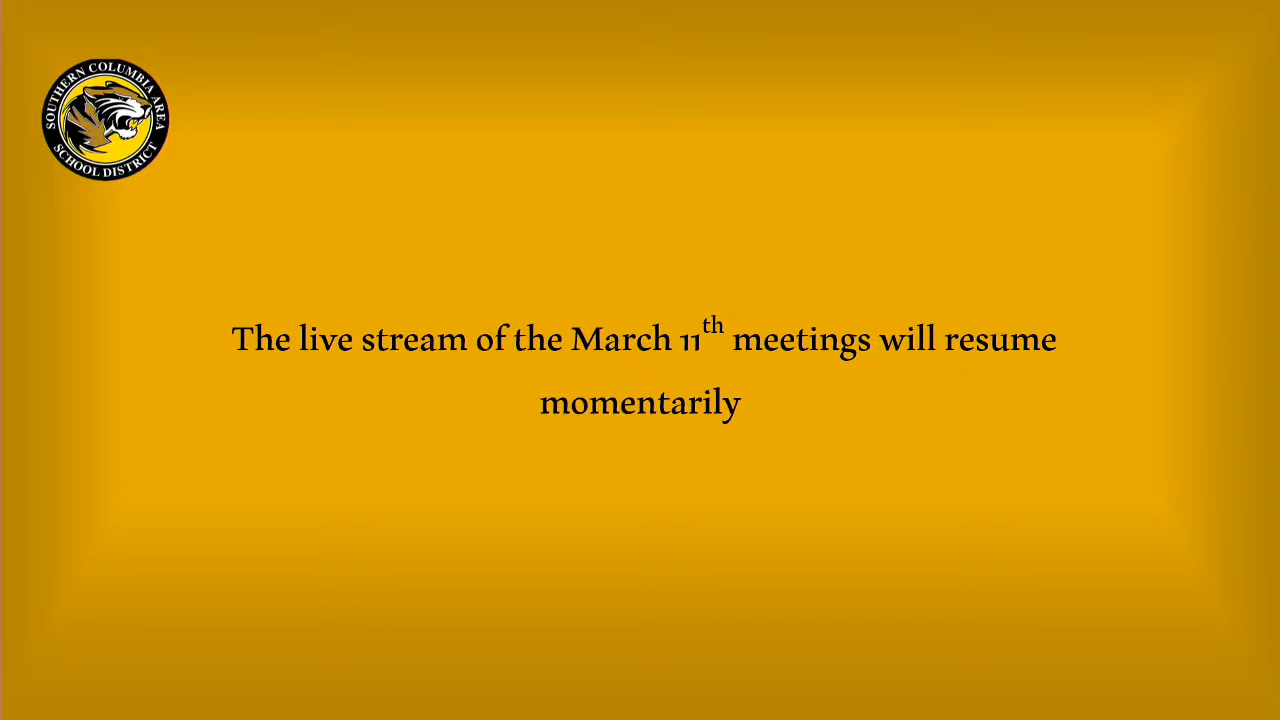 SOUTHERN COLUMBIA AREA
SCHOOL DISTRICT
The live stream of the March 11th meetings will resume
momentarily